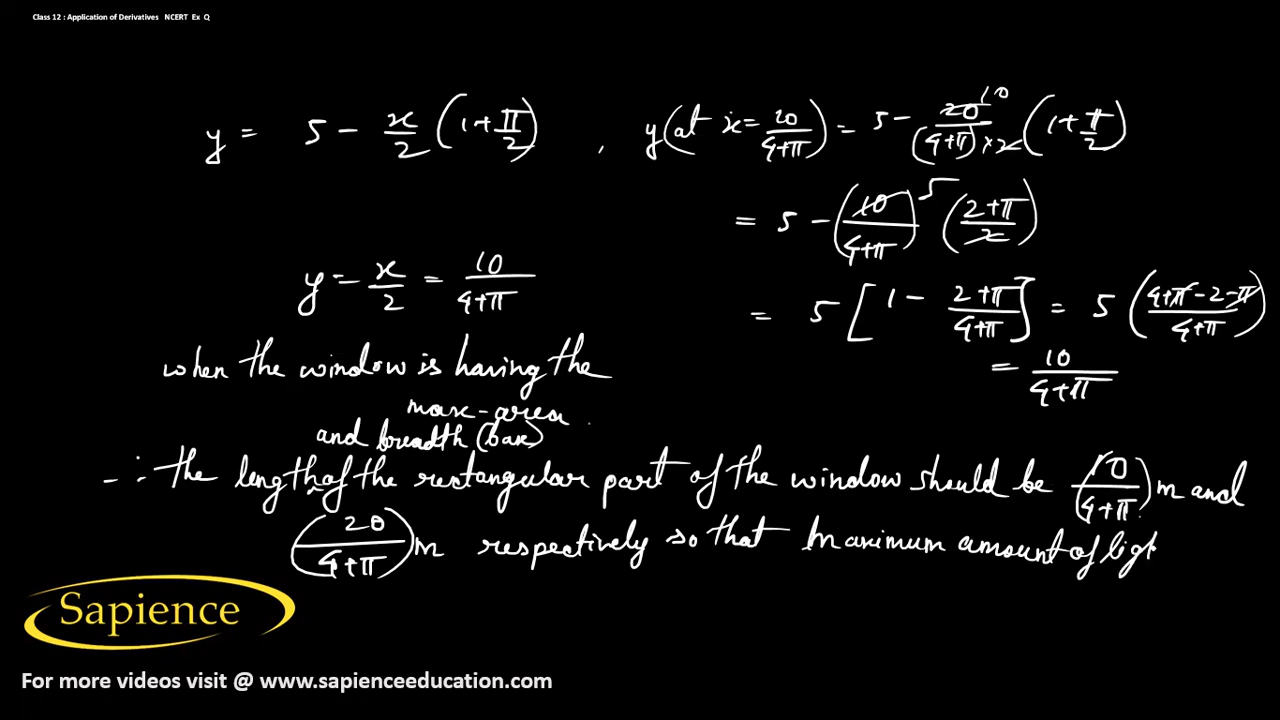 Class 12 : Application of Derivatives NCERT Ex Q
y = 5 - x/2 (1+π/2) , y(at x = 20/(4+π)) = 5 - 20/((4+π)×2) 10 (1+π/2)
= 5 - (10/(4+π)) 5 ((2+π)/2)
y = x/2 = 10/(4+π)
= 5 [1 - (2+π)/(4+π)] = 5 ((4+π-2-π)/(4+π))
= 10/(4+π)
when the window is having the
max-area
and breadth (base)
∴ the length of the rectangular part of the window should be (10/(4+π)) m and
(20/(4+π)) m respectively so that maximum amount of ligh
Sapience
For more videos visit @ www.sapienceeducation.com